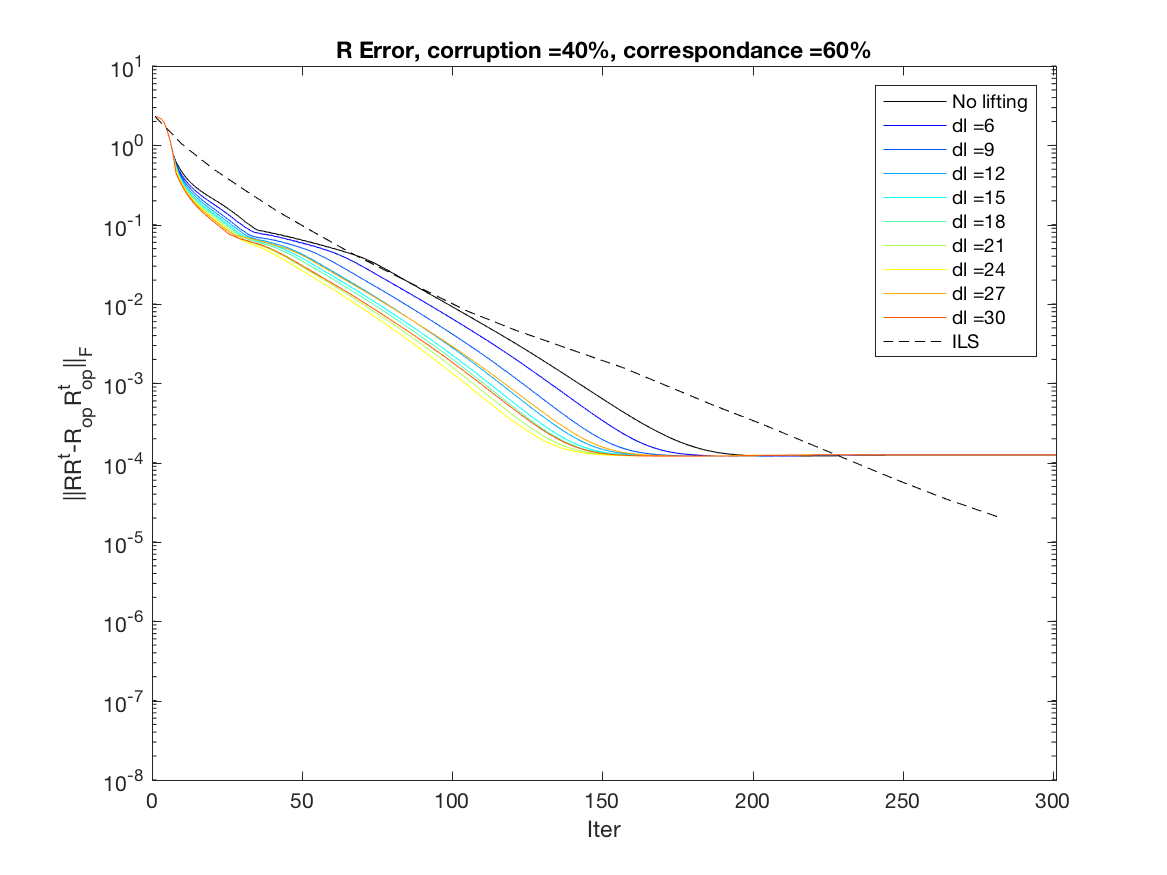 R Error, corruption =40%, correspondance =60%
10^1
10^0
10^-1
10^-2
10^-3
10^-4
10^-5
10^-6
10^-7
10^-8
||RR^t-R_op R^t_op||_F
No lifting
dl =6
dl =9
dl =12
dl =15
dl =18
dl =21
dl =24
dl =27
dl =30
ILS
0 50 100 150 200 250 300
Iter